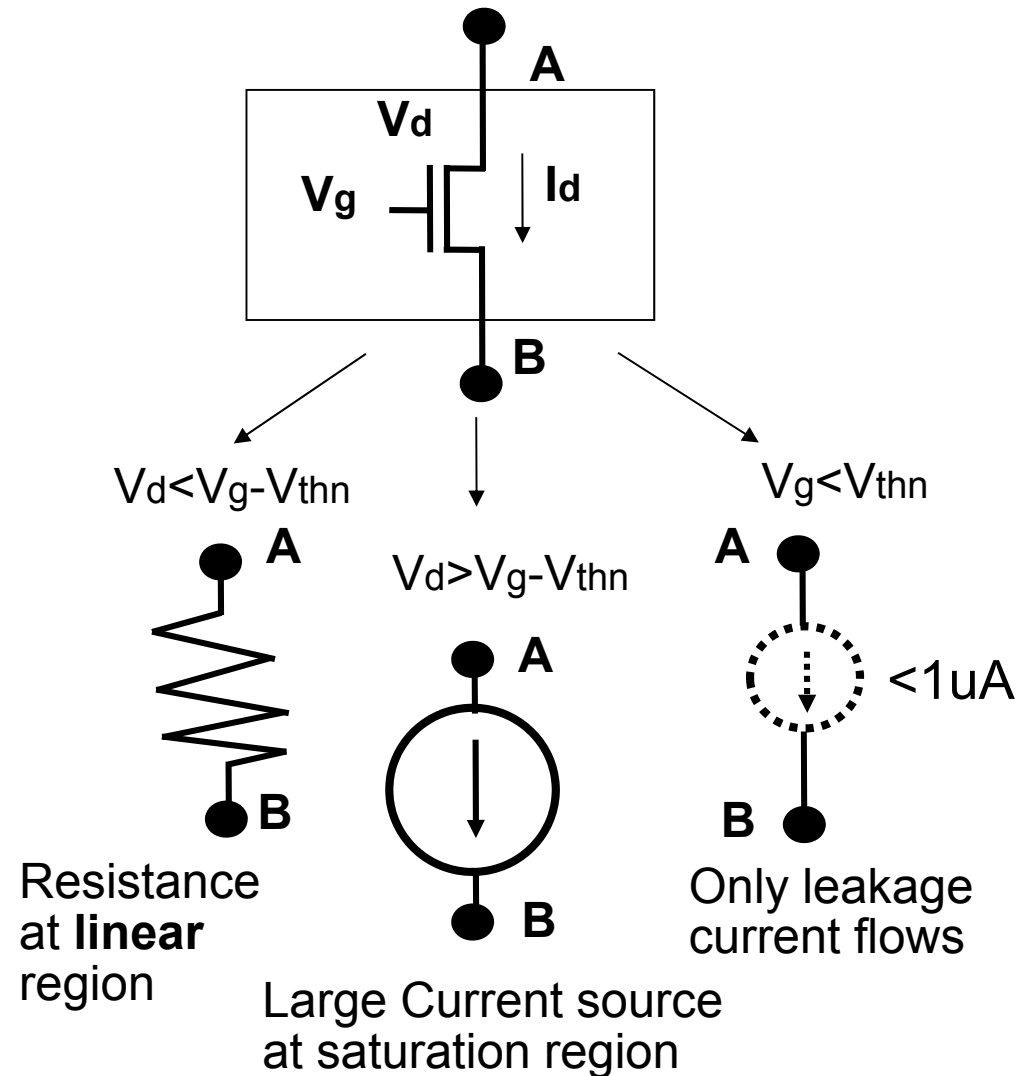 A
Vd
Vg
Id
B
Vd<Vg-Vthn
Vg<Vthn
A
A
Vd>Vg-Vthn
A
<1uA
B
B
Resistance
at linear
region
B
Only leakage
current flows
Large Current source
at saturation region